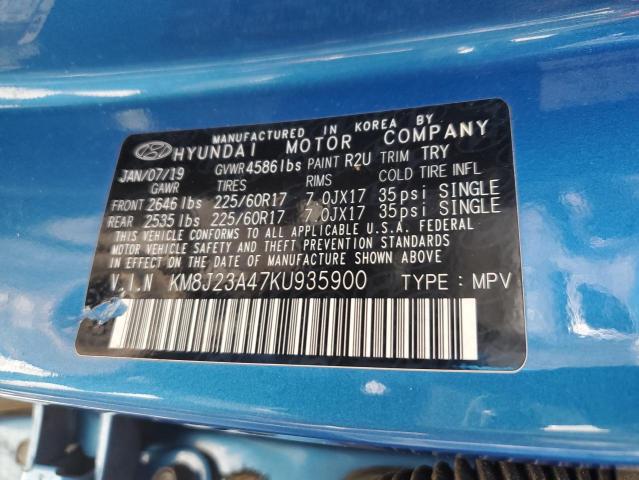 MANUFACTURED IN KOREA BY
HYUNDAI MOTOR COMPANY
JAN/07/19 GVWR 4586lbs PAINT R2U TRIM TRY
GAWR TIRES RIMS COLD TIRE INFL
FRONT 2646 lbs 225/60R17 7.0JX17 35psi SINGLE
REAR 2535 lbs 225/60R17 7.0JX17 35psi SINGLE
THIS VEHICLE CONFORMS TO ALL APPLICABLE U.S.A. FEDERAL
MOTOR VEHICLE SAFETY AND THEFT PREVENTION STANDARDS
IN EFFECT ON THE DATE OF MANUFACTURE SHOWN ABOVE
V.I.N KM8J23A47KU935900 TYPE : MPV